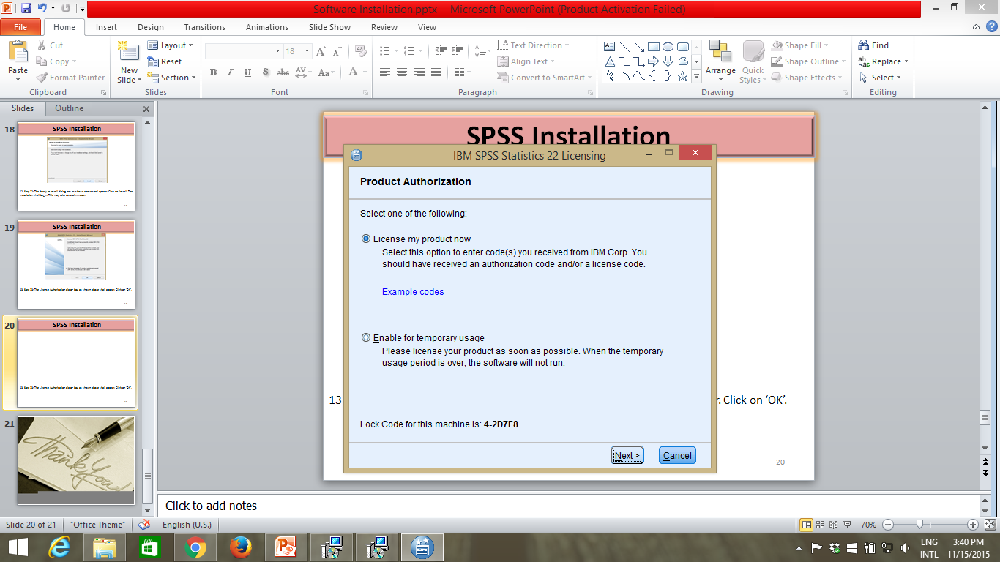 Software Installation.pptx - Microsoft PowerPoint (Product Activation Failed)
File Home Insert Design Transitions Animations Slide Show Review View
Paste
Cut
Copy
Format Painter
Clipboard
New
Slide
Layout
Reset
Section
Slides
18
Font
Text Direction
Align Text
Convert to SmartArt
Paragraph
Arrange
Quick
Styles
Shape Fill
Shape Outline
Shape Effects
Drawing
Find
Replace
Select
Editing
Slides Outline
18
SPSS Installation
19
SPSS Installation
20
SPSS Installation
21
Thank You
SPSS Installation
IBM SPSS Statistics 22 Licensing
Product Authorization
Select one of the following:
License my product now
Select this option to enter code(s) you received from IBM Corp. You
should have received an authorization code and/or a license code.
Example codes
Enable for temporary usage
Please license your product as soon as possible. When the temporary
usage period is over, the software will not run.
13. Click on ‘OK’.
Lock Code for this machine is: 4-2D7E8
Next > Cancel
20
Click to add notes
Slide 20 of 21 "Office Theme" English (U.S.) 70%
ENG 3:40 PM
INTL 11/15/2015